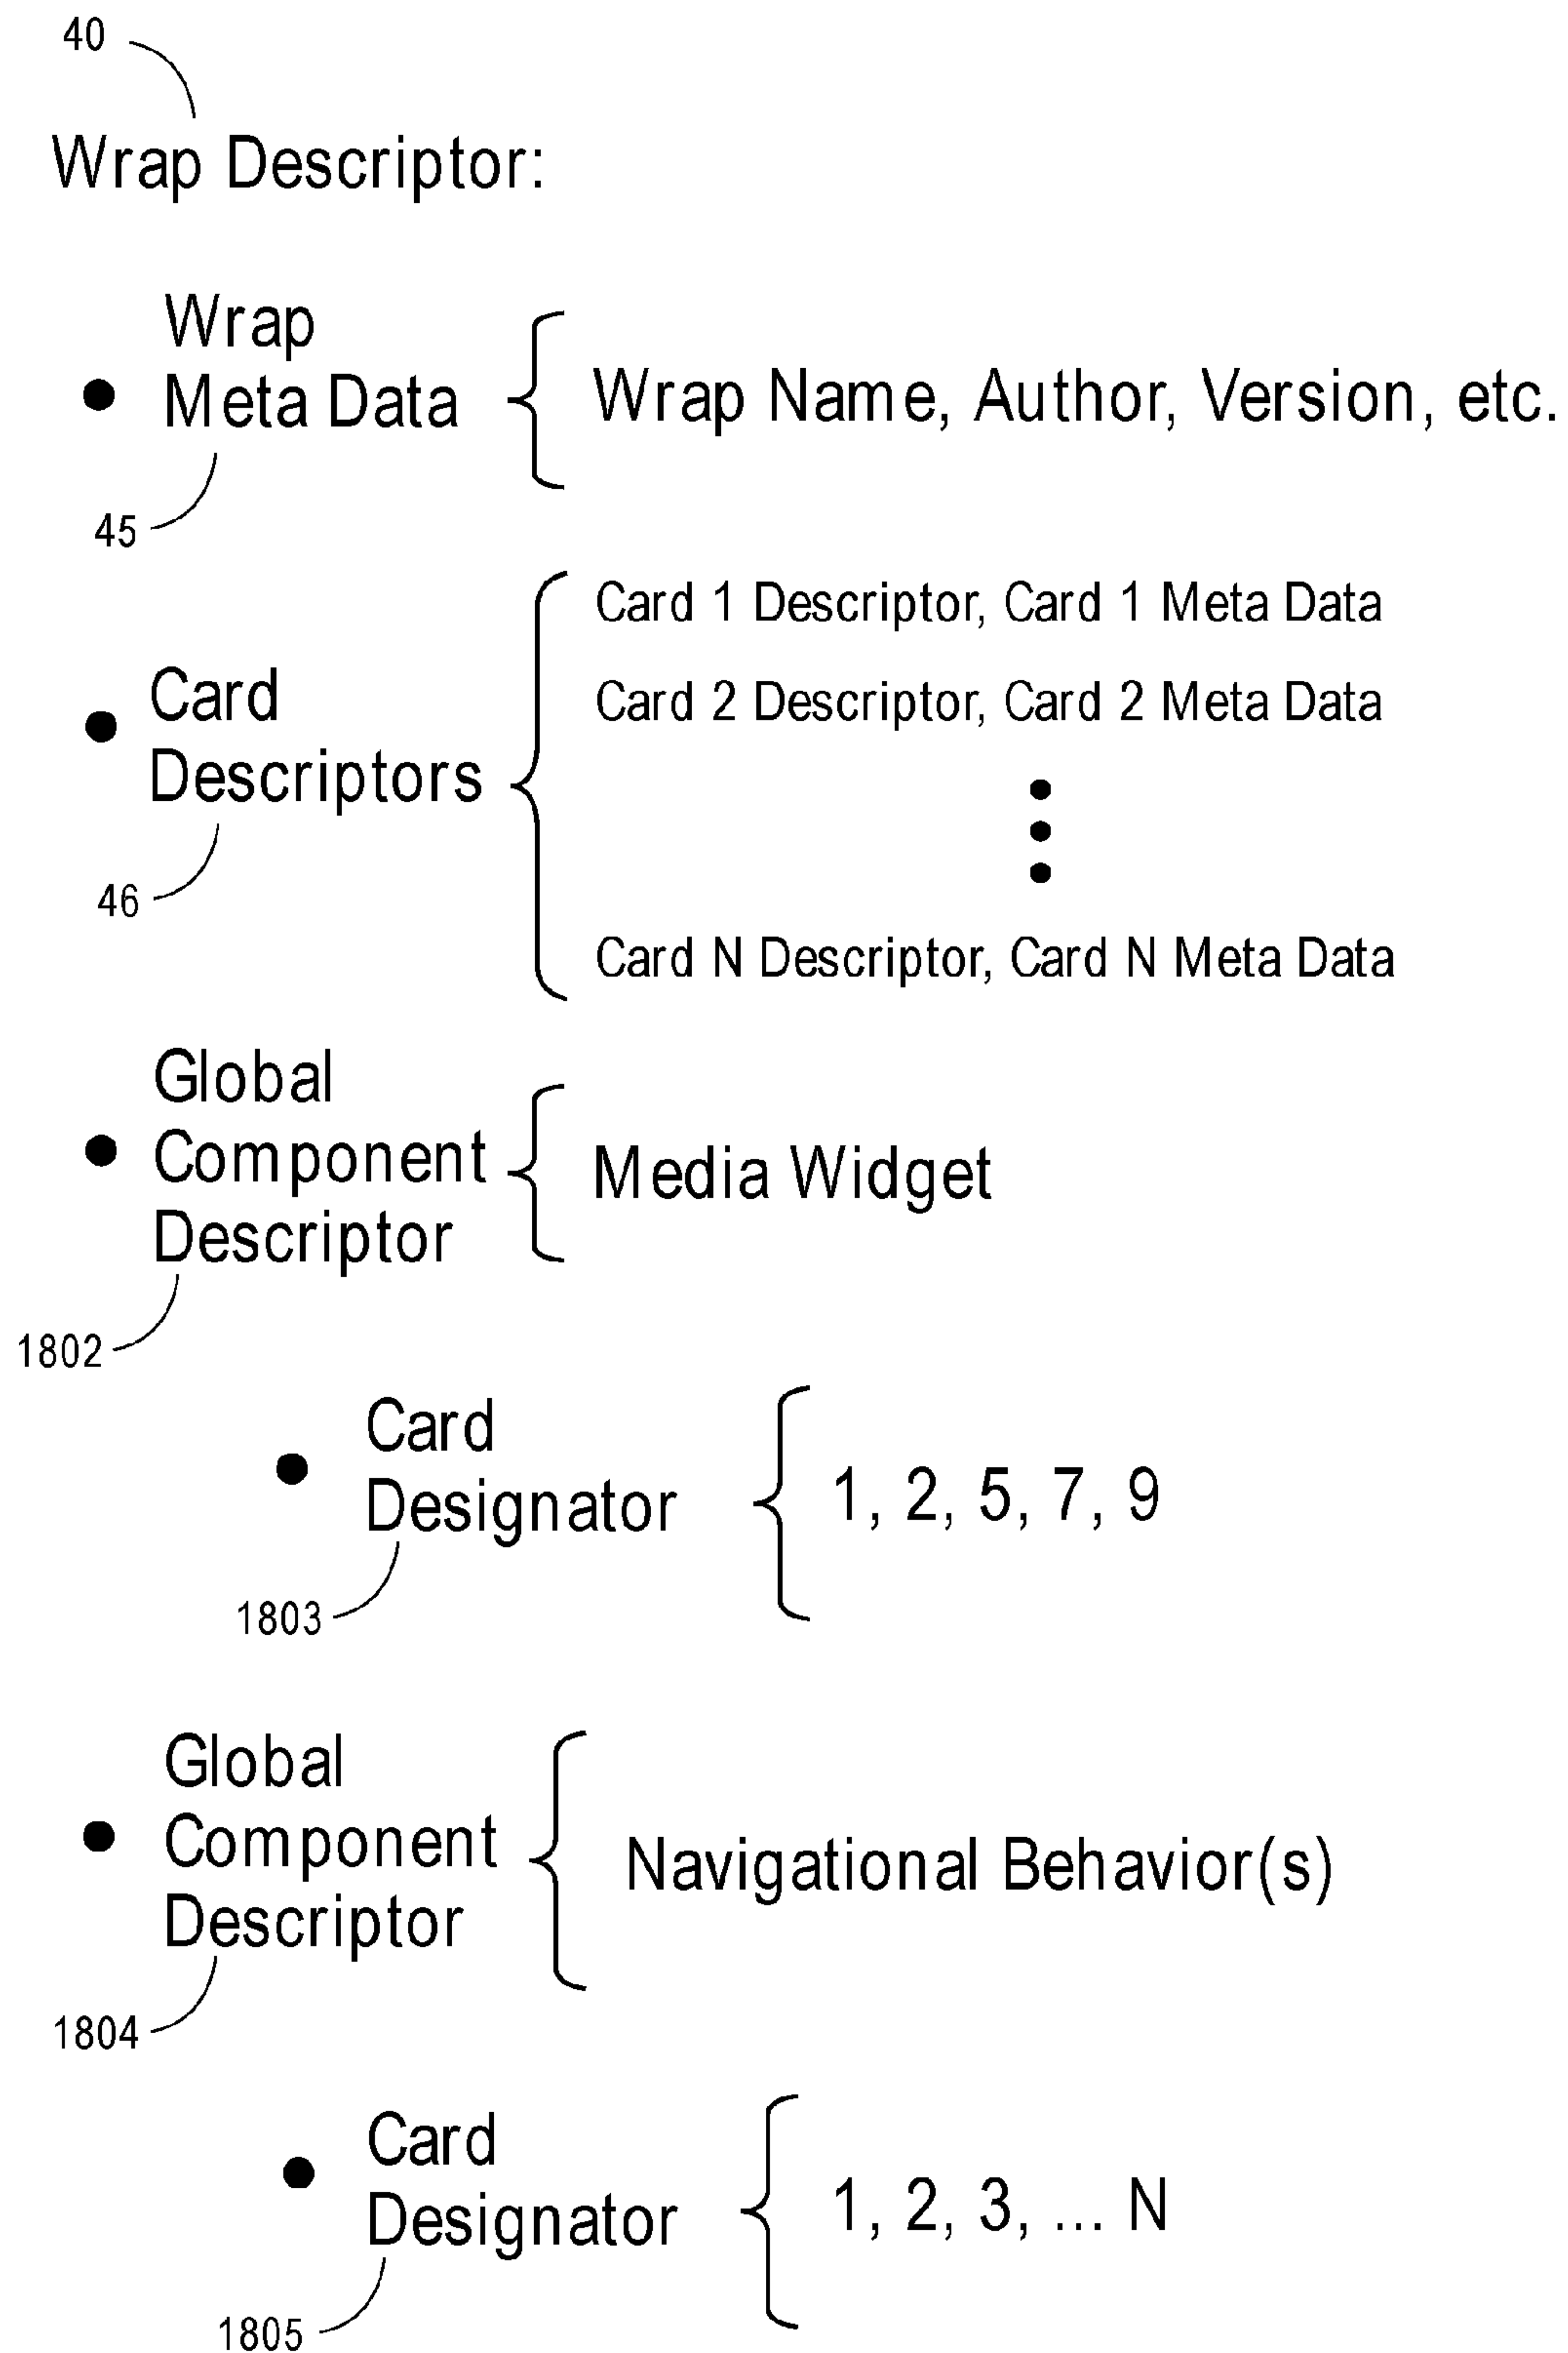 40
Wrap Descriptor:
Wrap
Meta Data
Wrap Name, Author, Version, etc.
45
Card 1 Descriptor, Card 1 Meta Data
Card
Descriptors
Card 2 Descriptor, Card 2 Meta Data
46
Card N Descriptor, Card N Meta Data
Global
Component
Descriptor
Media Widget
1802
Card
Designator
1, 2, 5, 7, 9
1803
Global
Component
Descriptor
Navigational Behavior(s)
1804
Card
Designator
1, 2, 3, ... N
1805